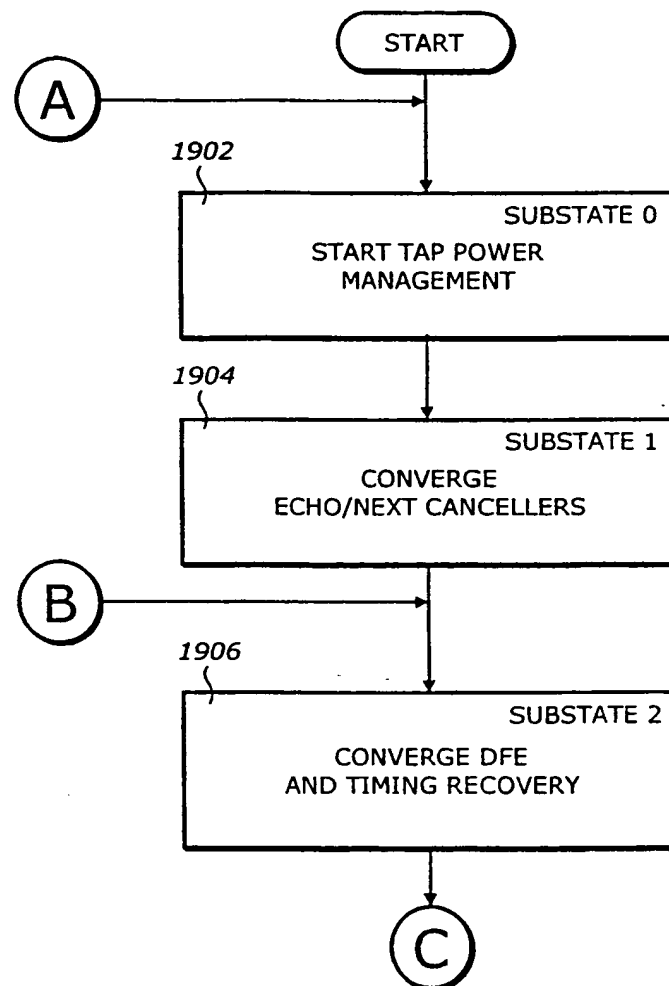 START
A
1902
SUBSTATE 0
START TAP POWER
MANAGEMENT
1904
SUBSTATE 1
CONVERGE
ECHO/NEXT CANCELLERS
B
1906
SUBSTATE 2
CONVERGE DFE
AND TIMING RECOVERY
C